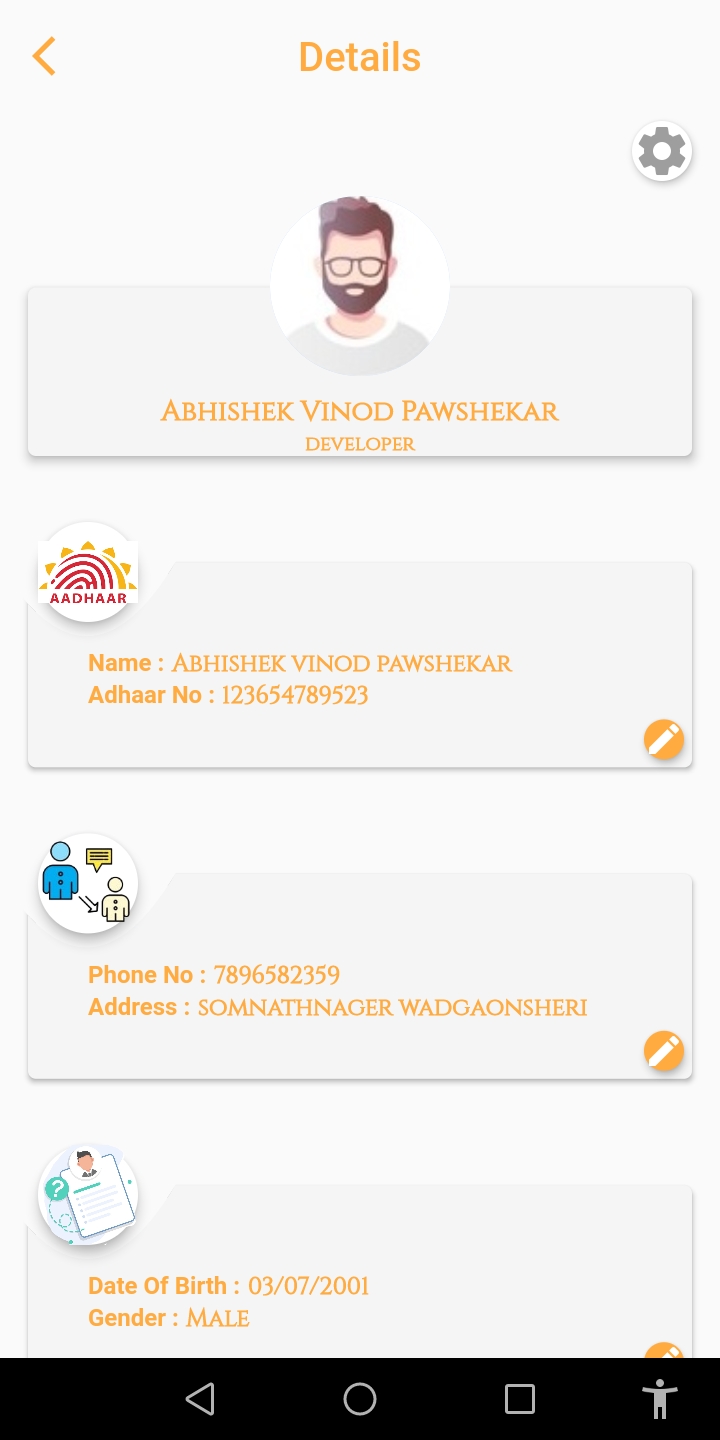 Details
Abhishek Vinod Pawshekar
developer
AADHAAR
Name : Abhishek vinod pawshekar
Adhaar No : 123654789523
Phone No : 7896582359
Address : somnathnager wadgaonsheri
?
Date Of Birth : 03/07/2001
Gender : Male